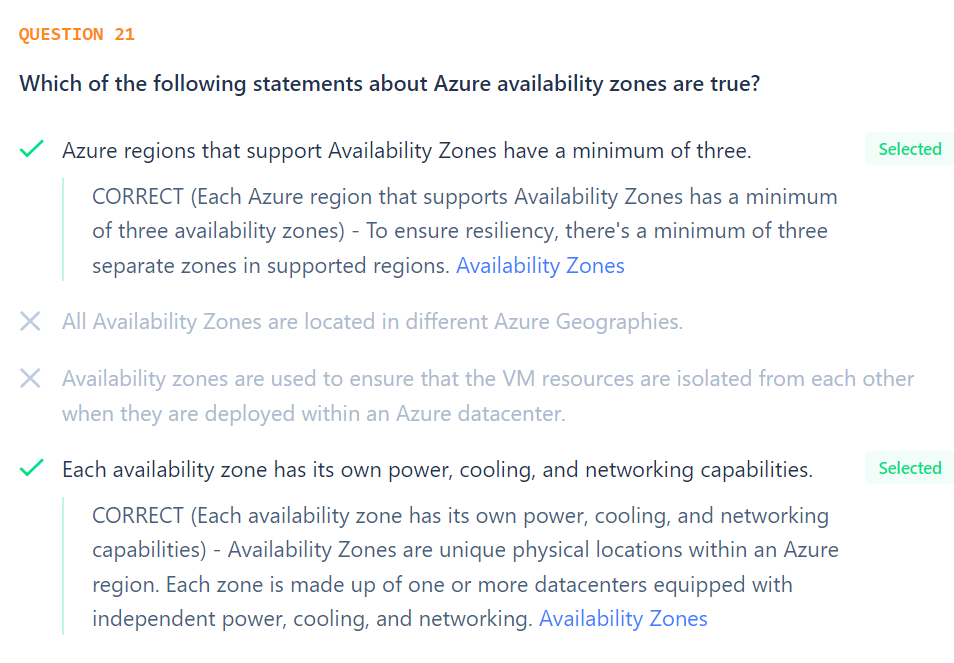 QUESTION 21
Which of the following statements about Azure availability zones are true?
Azure regions that support Availability Zones have a minimum of three.
Selected
CORRECT (Each Azure region that supports Availability Zones has a minimum
of three availability zones) - To ensure resiliency, there's a minimum of three
separate zones in supported regions. Availability Zones
All Availability Zones are located in different Azure Geographies.
Availability zones are used to ensure that the VM resources are isolated from each other
when they are deployed within an Azure datacenter.
Each availability zone has its own power, cooling, and networking capabilities.
Selected
CORRECT (Each availability zone has its own power, cooling, and networking
capabilities) - Availability Zones are unique physical locations within an Azure
region. Each zone is made up of one or more datacenters equipped with
independent power, cooling, and networking. Availability Zones